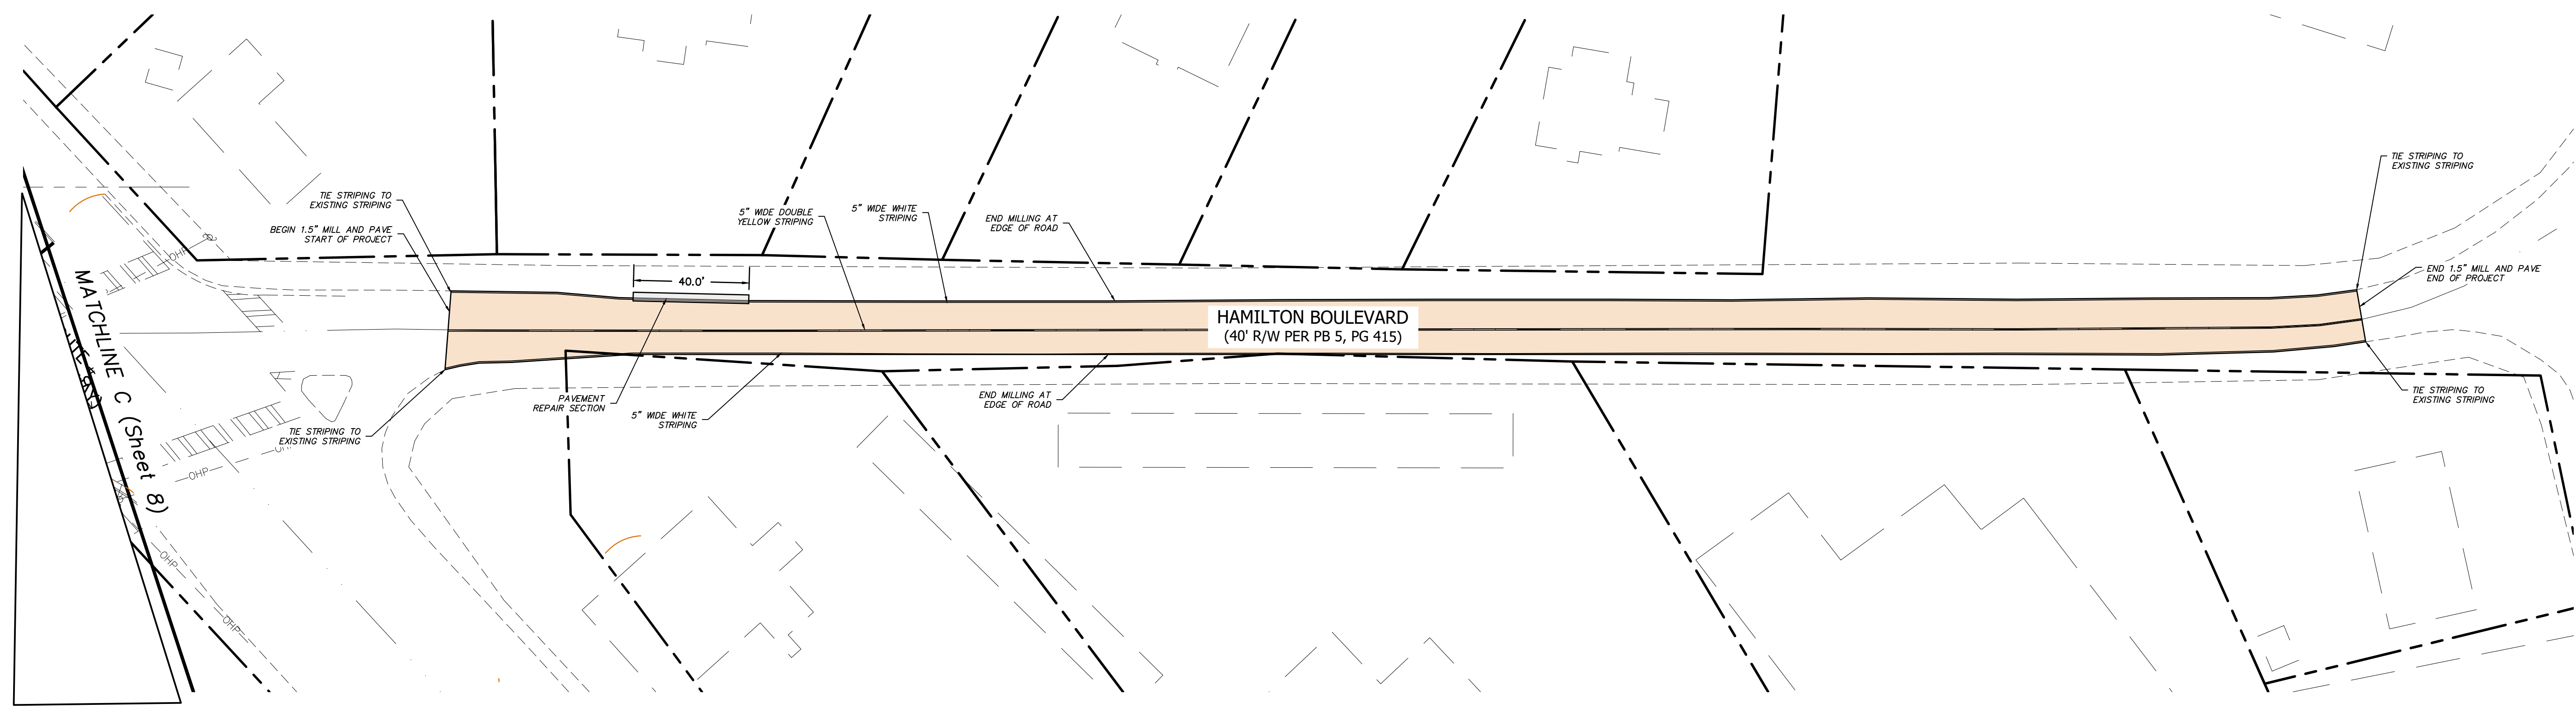 TIE STRIPING TO
EXISTING STRIPING
BEGIN 1.5" MILL AND PAVE
START OF PROJECT
5" WIDE DOUBLE
YELLOW STRIPING
5" WIDE WHITE
STRIPING
END MILLING AT
EDGE OF ROAD
TIE STRIPING TO
EXISTING STRIPING
END 1.5" MILL AND PAVE
END OF PROJECT
40.0'
HAMILTON BOULEVARD
(40' R/W PER PB 5, PG 415)
MATCHLINE C (Sheet 8)
OHP
OHP
OHP
OHP
TIE STRIPING TO
EXISTING STRIPING
PAVEMENT
REPAIR SECTION
5" WIDE WHITE
STRIPING
END MILLING AT
EDGE OF ROAD
TIE STRIPING TO
EXISTING STRIPING